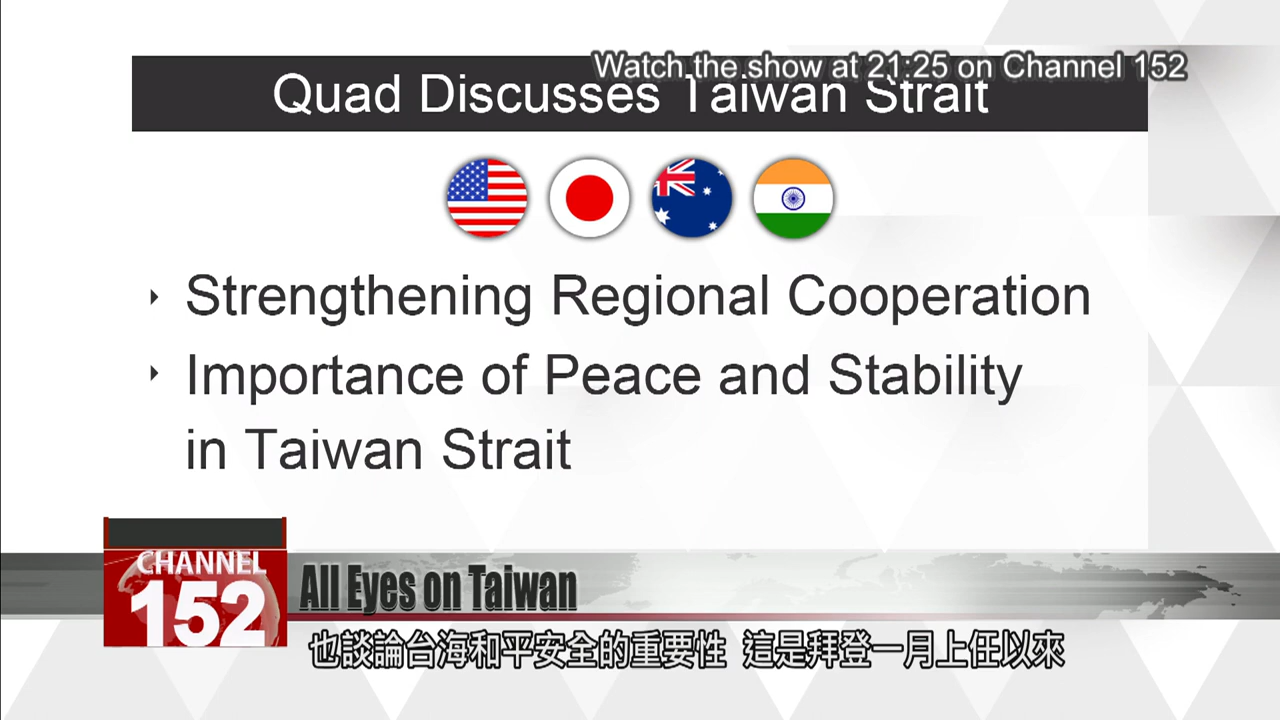 Watch the show at 21:25 on Channel 152
Quad Discusses Taiwan Strait
Strengthening Regional Cooperation
Importance of Peace and Stability
in Taiwan Strait
CHANNEL
152
All Eyes on Taiwan
也談論台海和平安全的重要性 這是拜登一月上任以來